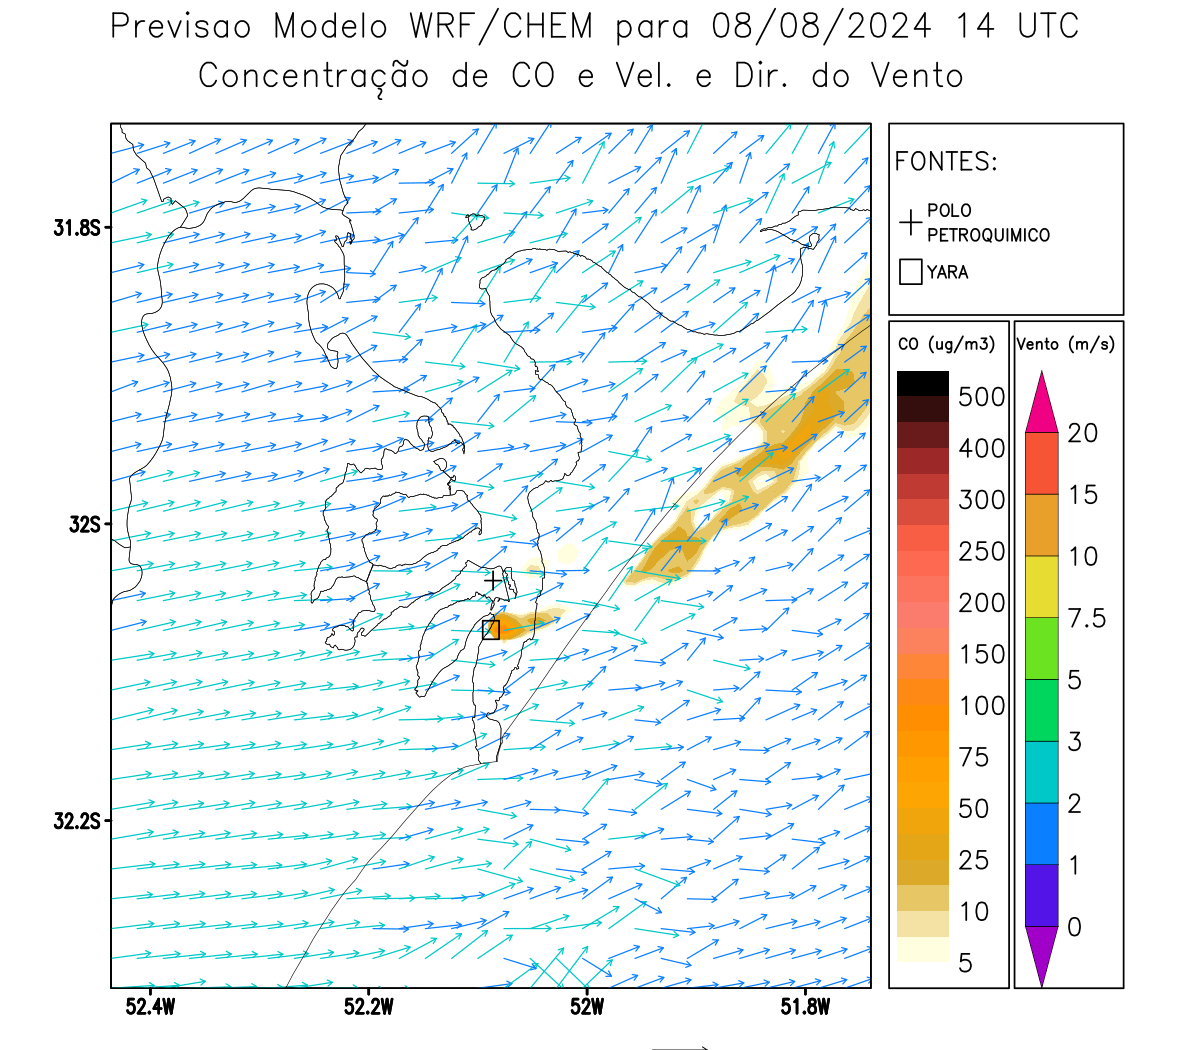 Previsao Modelo WRF/CHEM para 08/08/2024 14 UTC
Concentração de CO e Vel. e Dir. do Vento
FONTES:
POLO
PETROQUIMICO
YARA
CO (ug/m3)
500
400
300
250
200
150
100
75
50
25
10
5
Vento (m/s)
20
15
10
7.5
5
3
2
1
0
31.8S
32S
32.2S
52.4W 52.2W 52W 51.8W